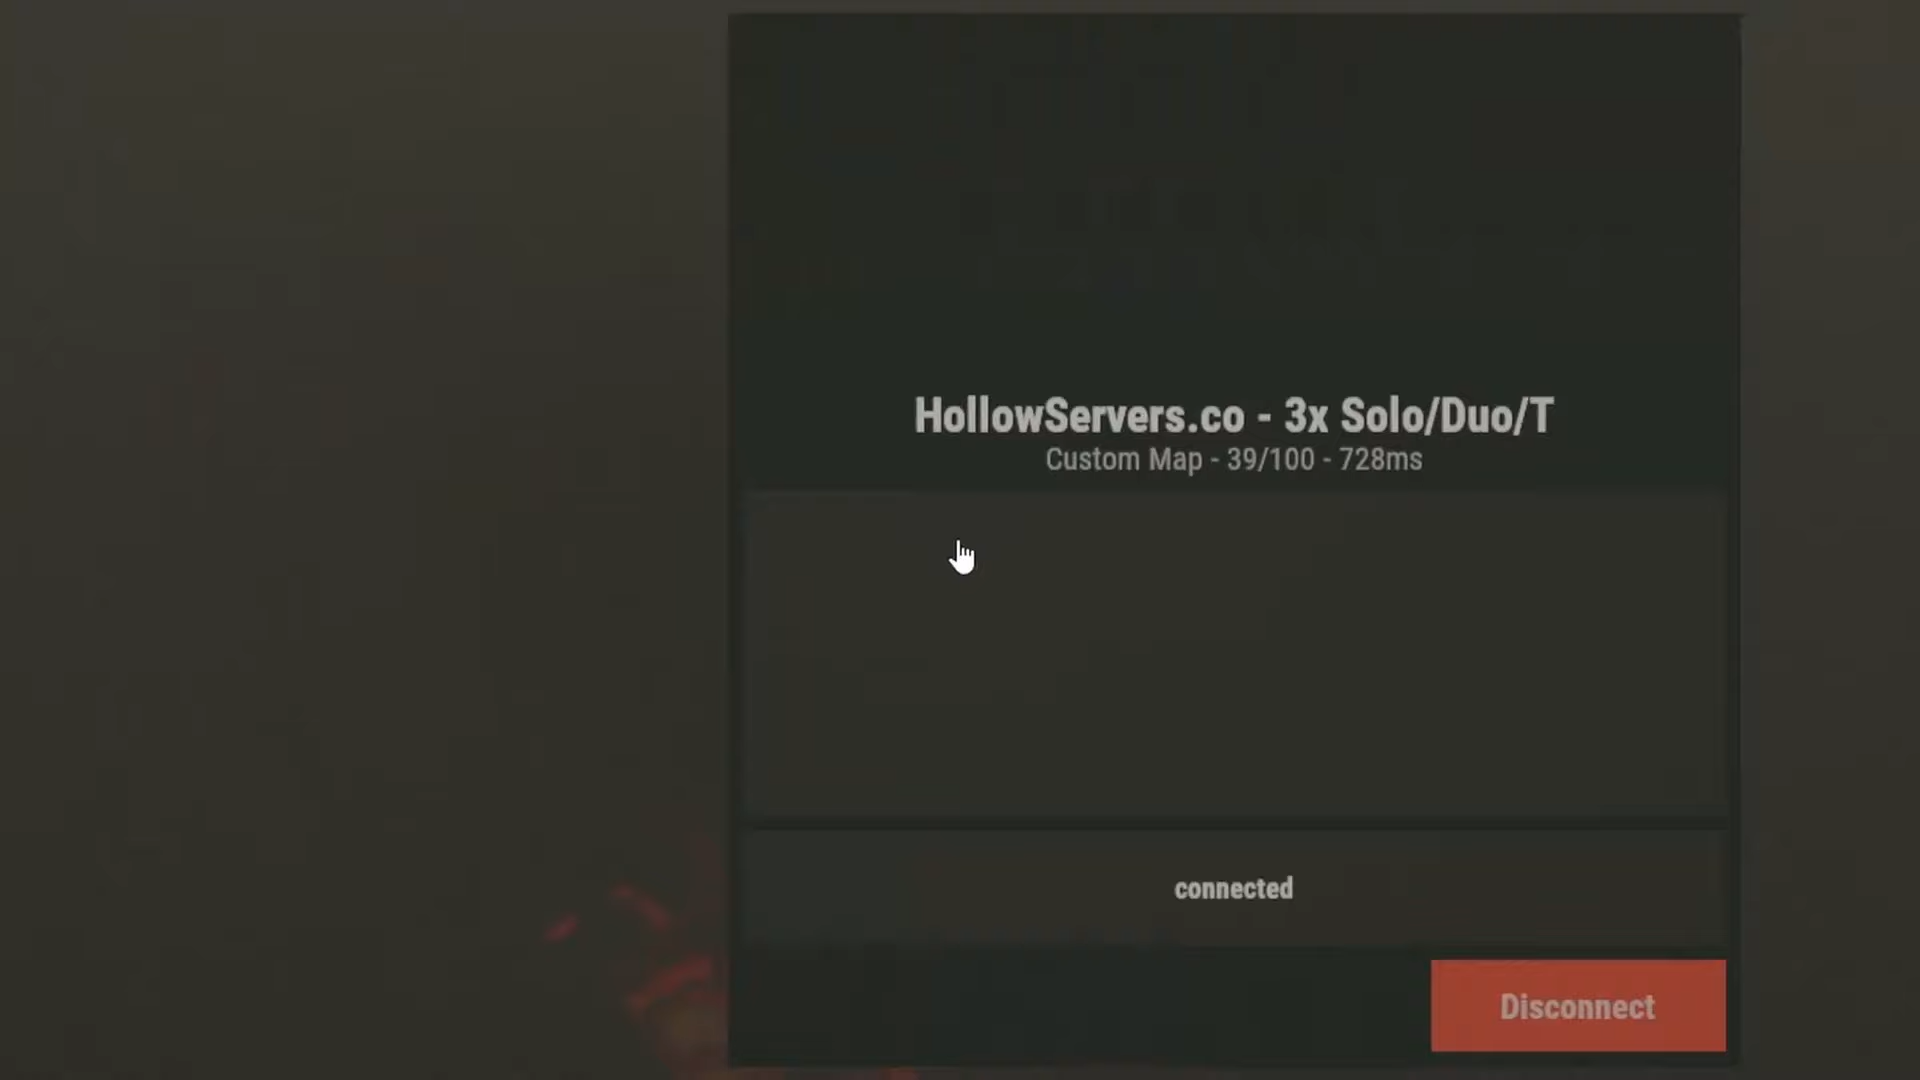 HollowServers.co - 3x Solo/Duo/T
Custom Map - 39/100 - 728ms
connected
Disconnect